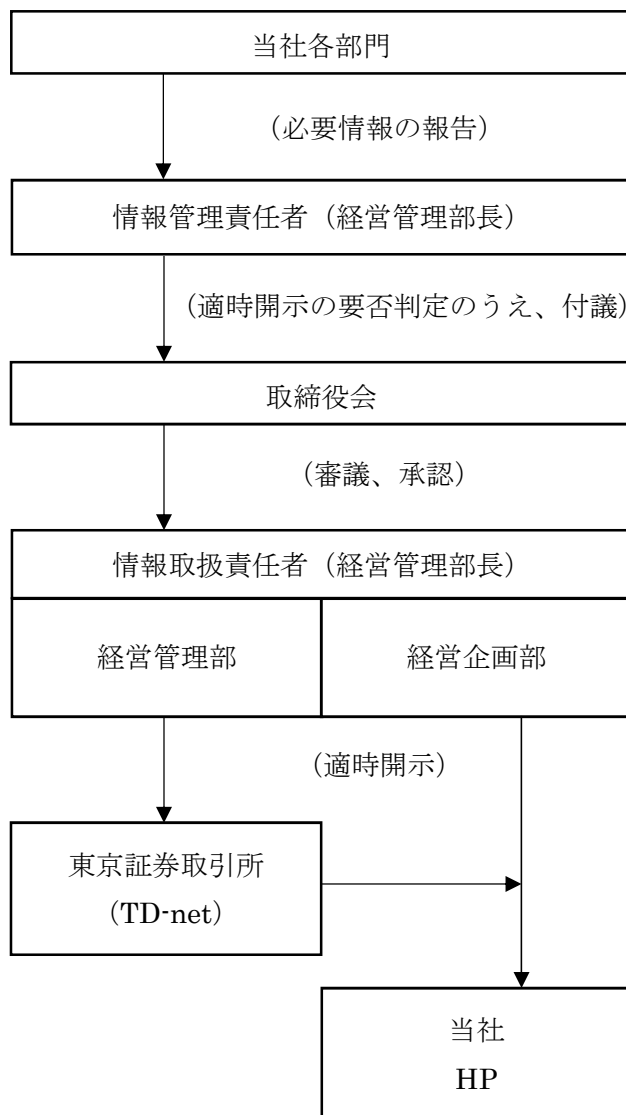 当社各部門
（必要情報の報告）
情報管理責任者（経営管理部長）
（適時開示の要否判定のうえ、付議）
取締役会
（審議、承認）
情報取扱責任者（経営管理部長）
経営管理部
経営企画部
（適時開示）
東京証券取引所
（TD-net）
当社
HP